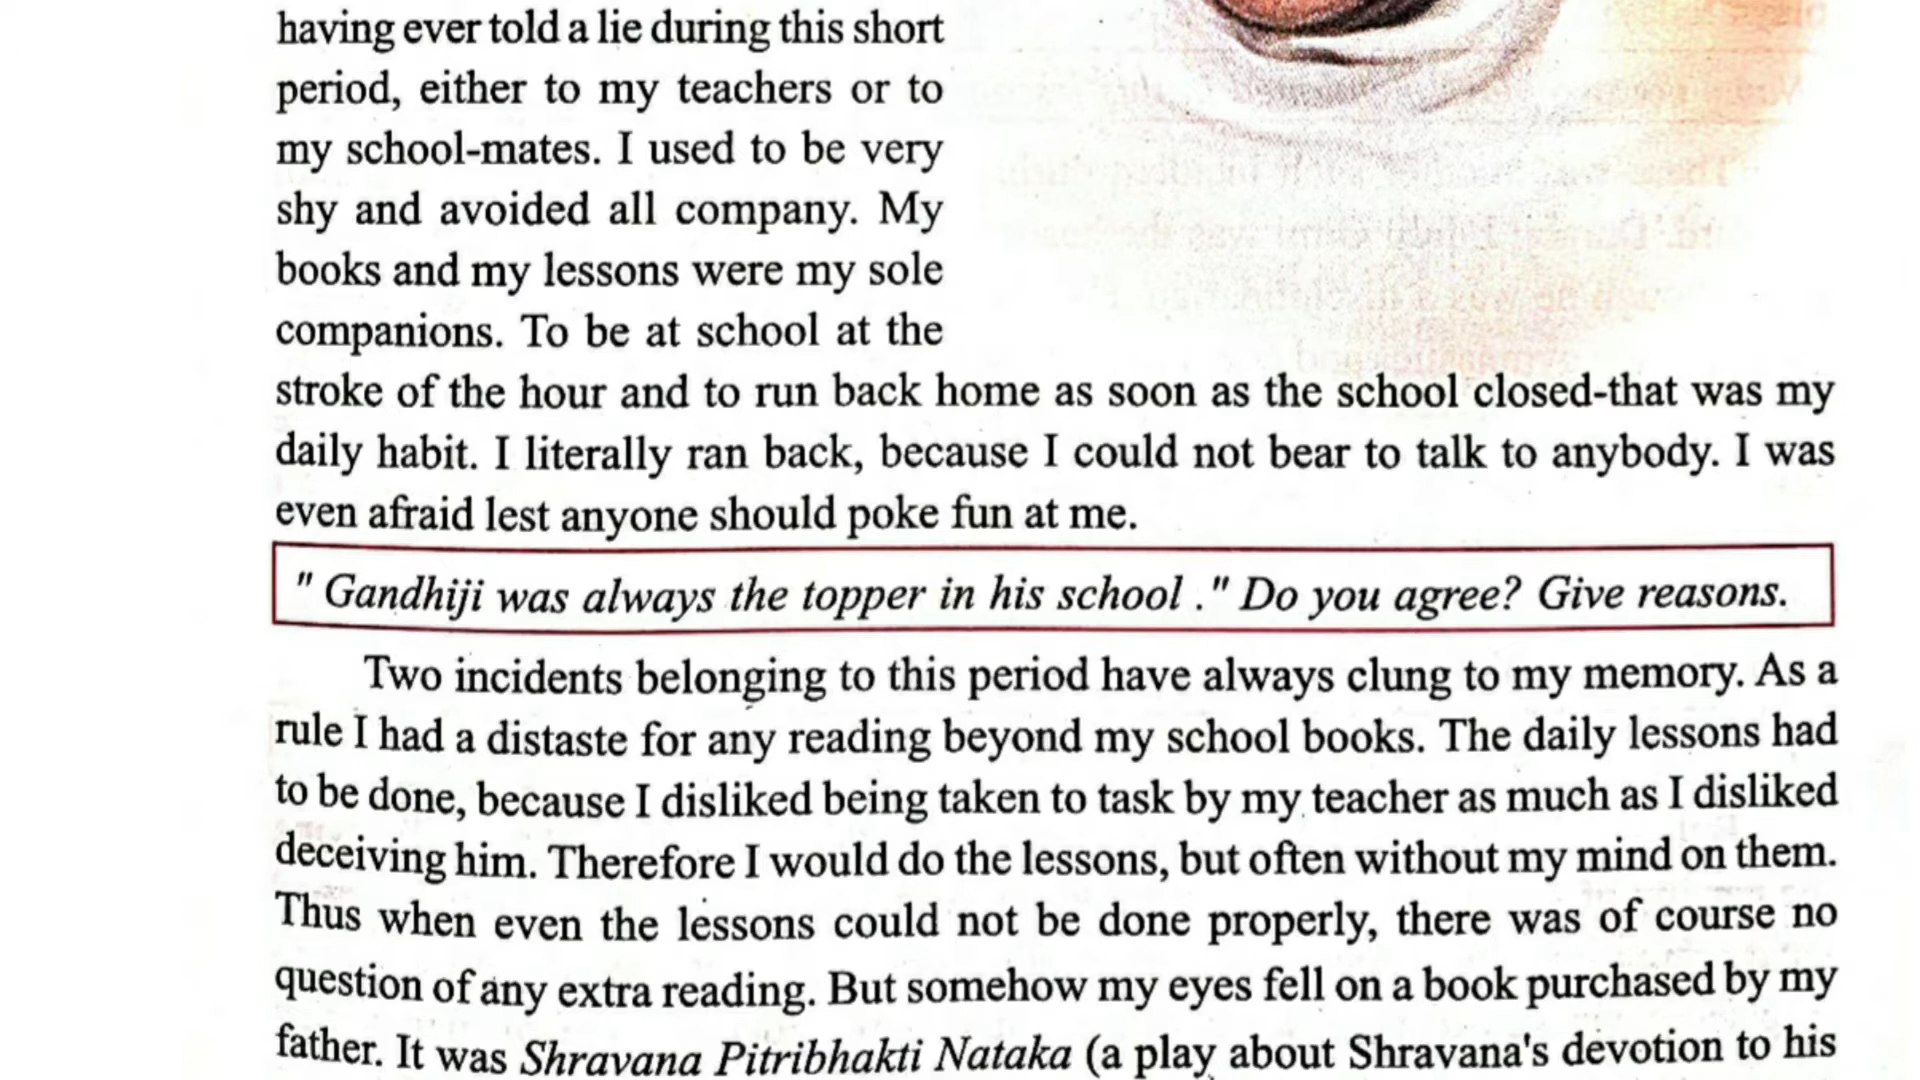 having ever told a lie during this short
period, either to my teachers or to
my school-mates. I used to be very
shy and avoided all company. My
books and my lessons were my sole
companions. To be at school at the
stroke of the hour and to run back home as soon as the school closed-that was my
daily habit. I literally ran back, because I could not bear to talk to anybody. I was
even afraid lest anyone should poke fun at me.
" Gandhiji was always the topper in his school ." Do you agree? Give reasons.
Two incidents belonging to this period have always clung to my memory. As a
rule I had a distaste for any reading beyond my school books. The daily lessons had
to be done, because I disliked being taken to task by my teacher as much as I disliked
deceiving him. Therefore I would do the lessons, but often without my mind on them.
Thus when even the lessons could not be done properly, there was of course no
question of any extra reading. But somehow my eyes fell on a book purchased by my
father. It was Shravana Pitribhakti Nataka (a play about Shravana's devotion to his